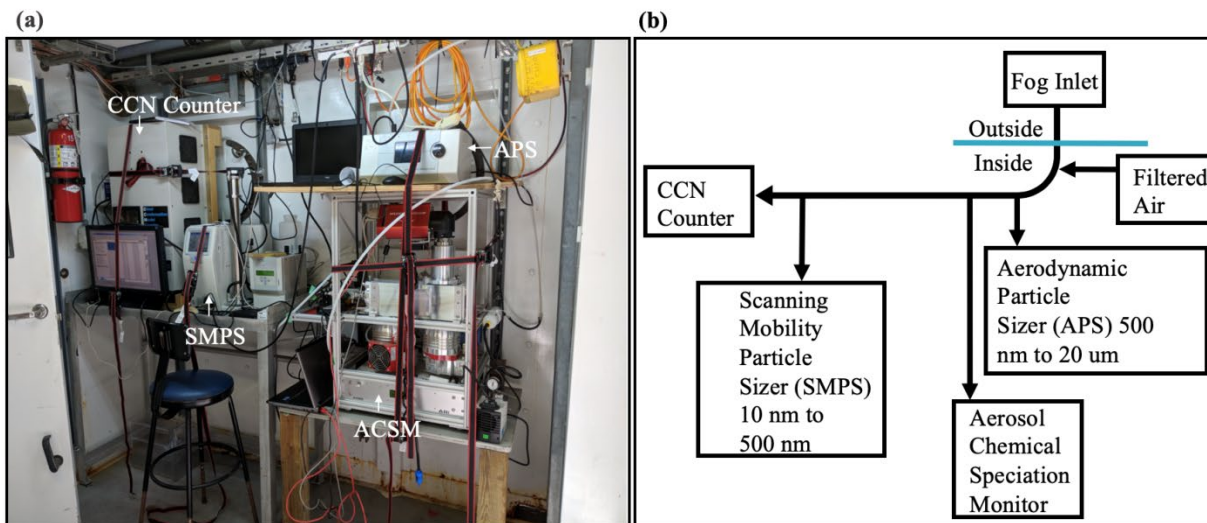 (a)
CCN Counter
APS
SMPS
ACSM
(b)
Fog Inlet
Outside
Inside
CCN
Counter
Filtered
Air
Scanning
Mobility
Particle
Sizer (SMPS)
10 nm to
500 nm
Aerodynamic
Particle
Sizer (APS) 500
nm to 20 um
Aerosol
Chemical
Speciation
Monitor